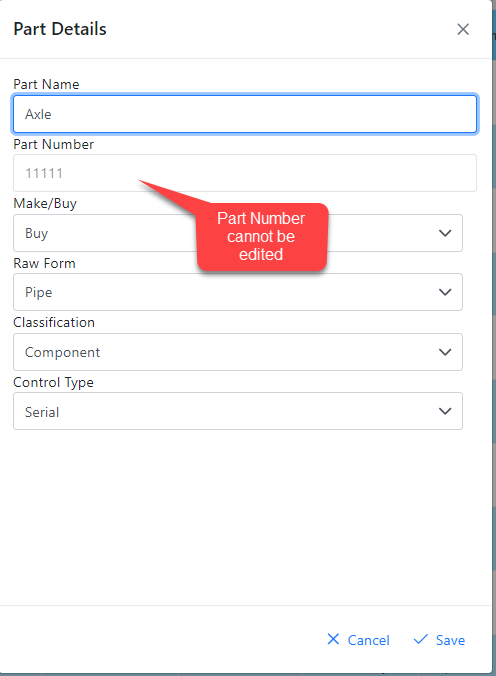 Part Details
Part Name
Axle
Part Number
11111
Part Number
cannot be
edited
Make/Buy
Buy
Raw Form
Pipe
Classification
Component
Control Type
Serial
Cancel
Save